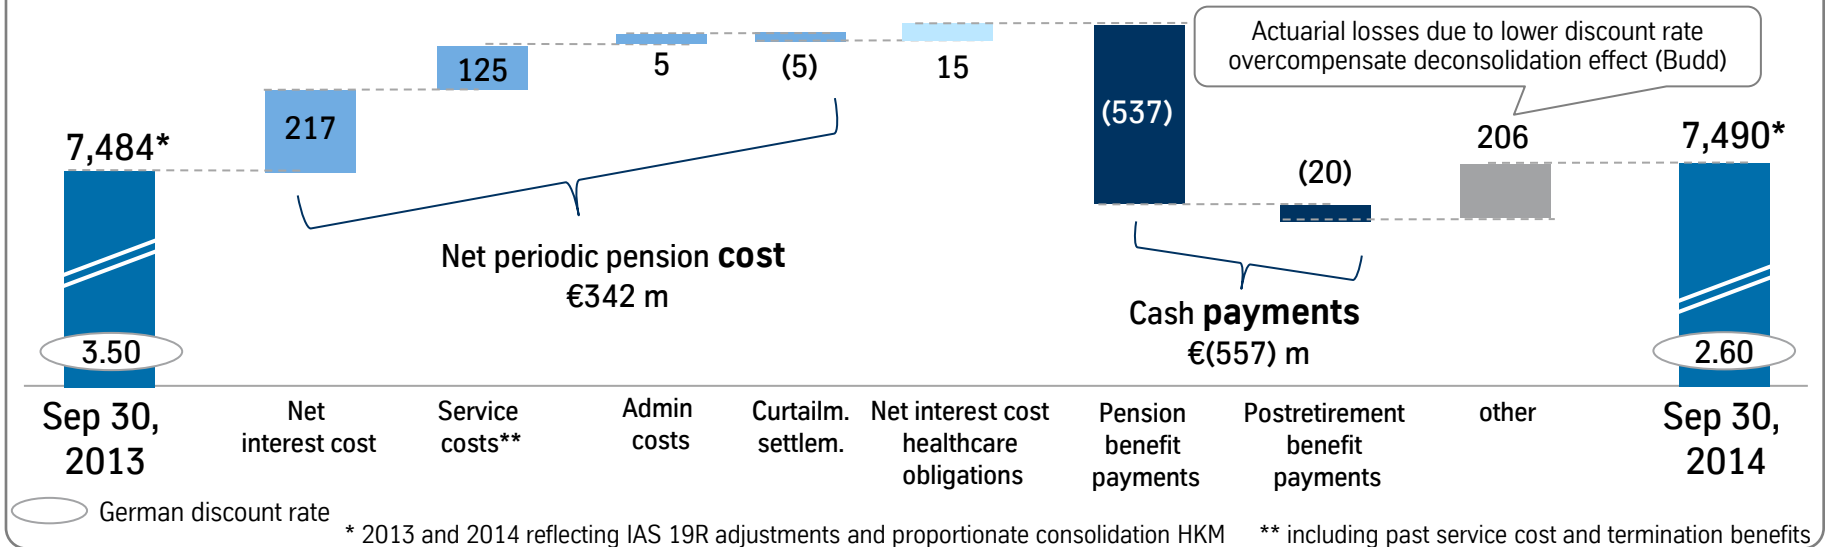 Actuarial losses due to lower discount rate
overcompensate deconsolidation effect (Budd)
7,484*
217
125
5
(5)
15
(537)
(20)
206
7,490*
Net periodic pension cost
€342 m
Cash payments
€(557) m
3.50
2.60
Sep 30,
2013
Net
interest cost
Service
costs**
Admin
costs
Curtailm.
settlem.
Net interest cost
healthcare
obligations
Pension
benefit
payments
Postretirement
benefit
payments
other
Sep 30,
2014
German discount rate
* 2013 and 2014 reflecting IAS 19R adjustments and proportionate consolidation HKM
** including past service cost and termination benefits